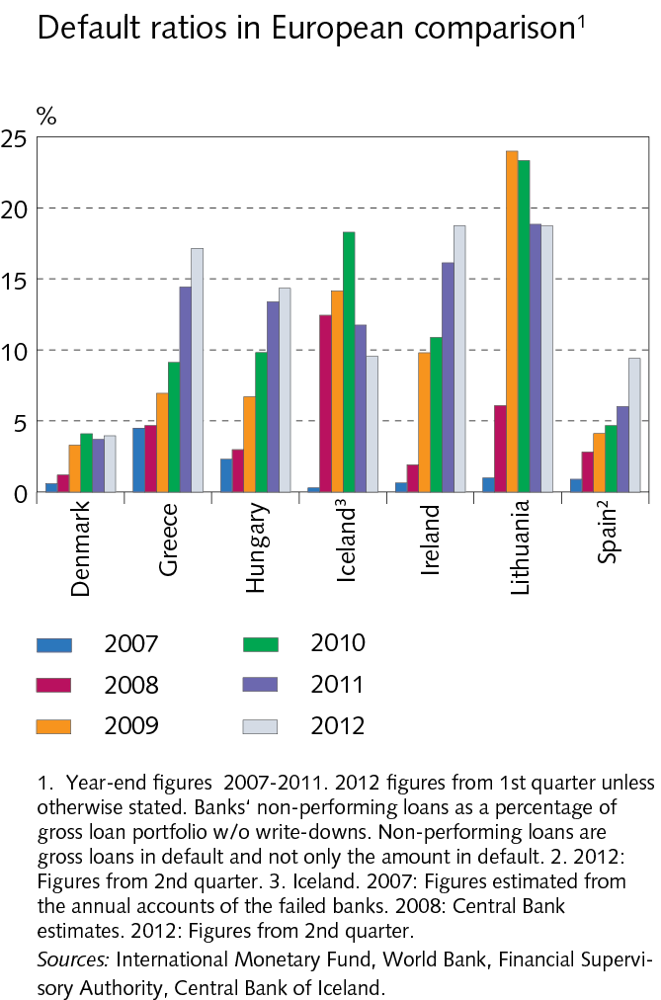 Default ratios in European comparison¹
%
25
20
15
10
5
0
Denmark
Greece
Hungary
Iceland³
Ireland
Lithuania
Spain²
2007
2008
2009
2010
2011
2012
1. Year-end figures 2007-2011. 2012 figures from 1st quarter unless
otherwise stated. Banks‘ non-performing loans as a percentage of
gross loan portfolio w/o write-downs. Non-performing loans are
gross loans in default and not only the amount in default. 2. 2012:
Figures from 2nd quarter. 3. Iceland. 2007: Figures estimated from
the annual accounts of the failed banks. 2008: Central Bank
estimates. 2012: Figures from 2nd quarter.
Sources: International Monetary Fund, World Bank, Financial Supervi-
sory Authority, Central Bank of Iceland.